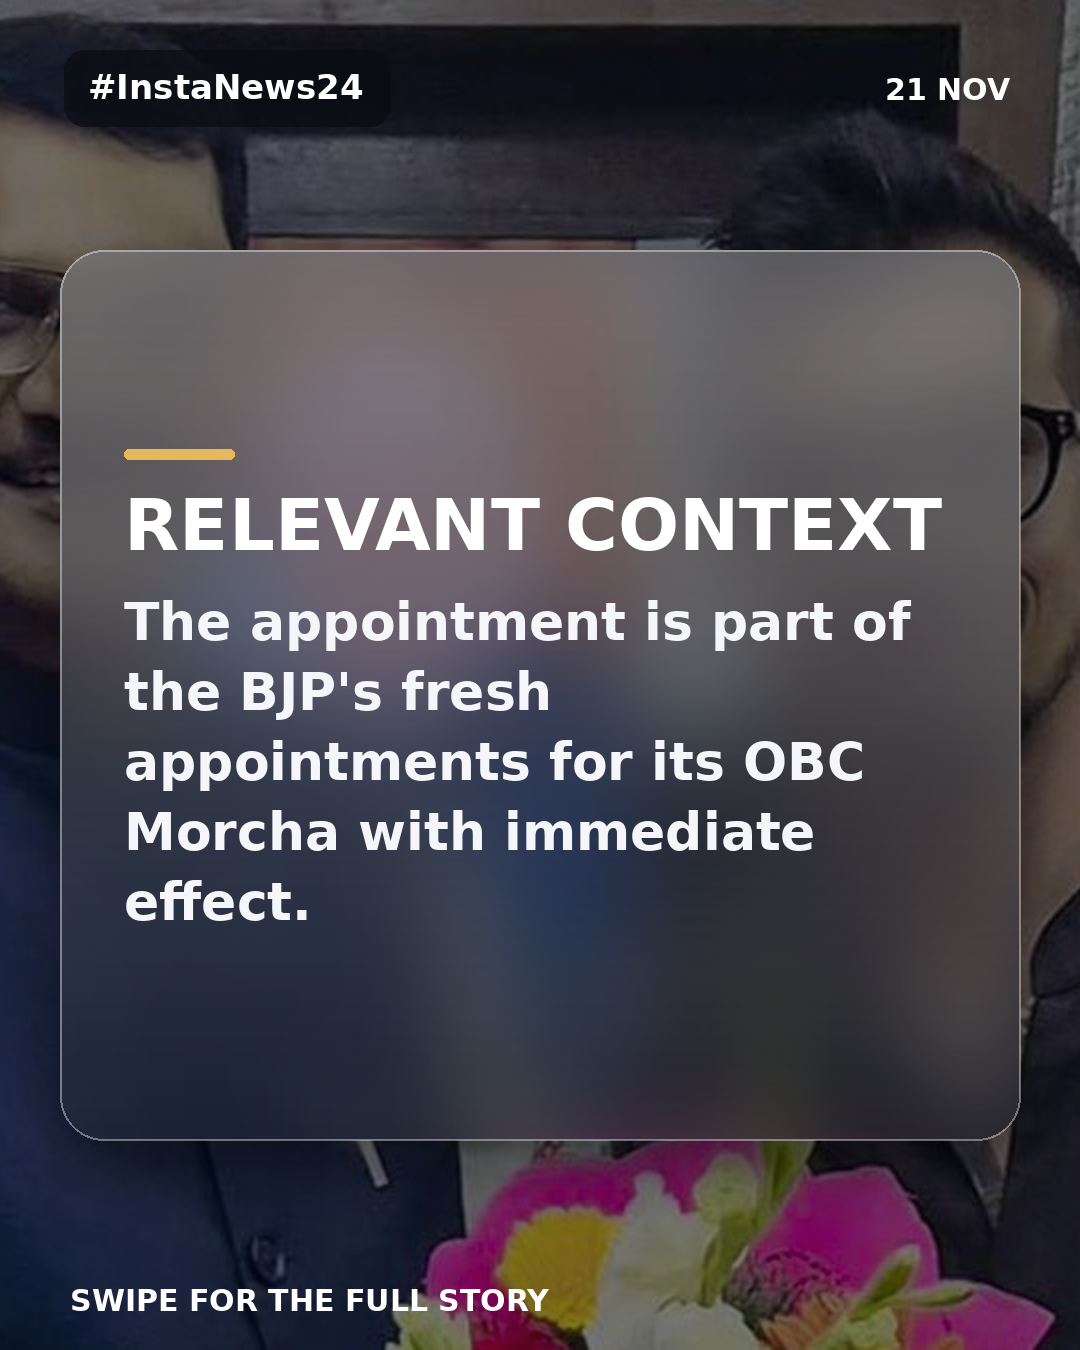 #InstaNews24
21 NOV
RELEVANT CONTEXT
The appointment is part of
the BJP's fresh
appointments for its OBC
Morcha with immediate
effect.
SWIPE FOR THE FULL STORY